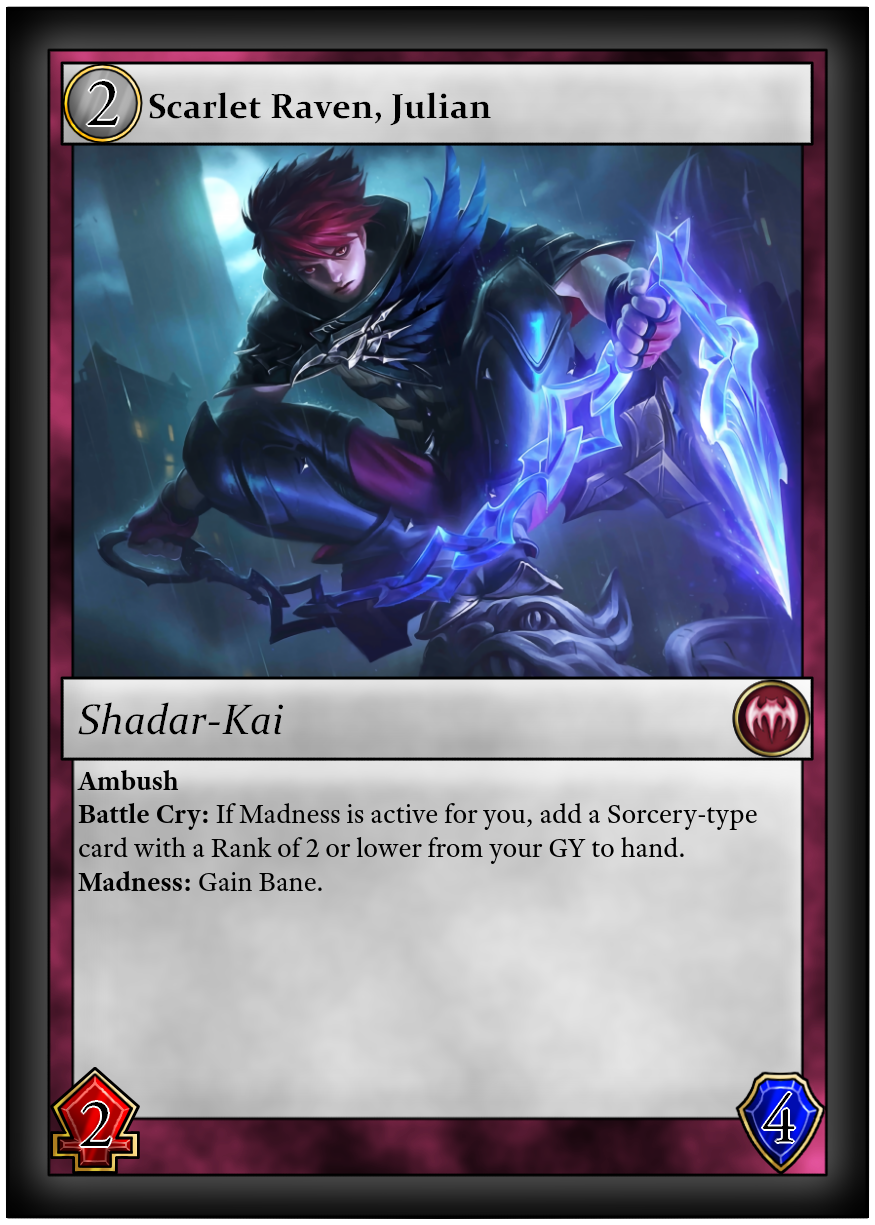 2
Scarlet Raven, Julian
Shadar-Kai
Ambush
Battle Cry: If Madness is active for you, add a Sorcery-type
card with a Rank of 2 or lower from your GY to hand.
Madness: Gain Bane.
2
4